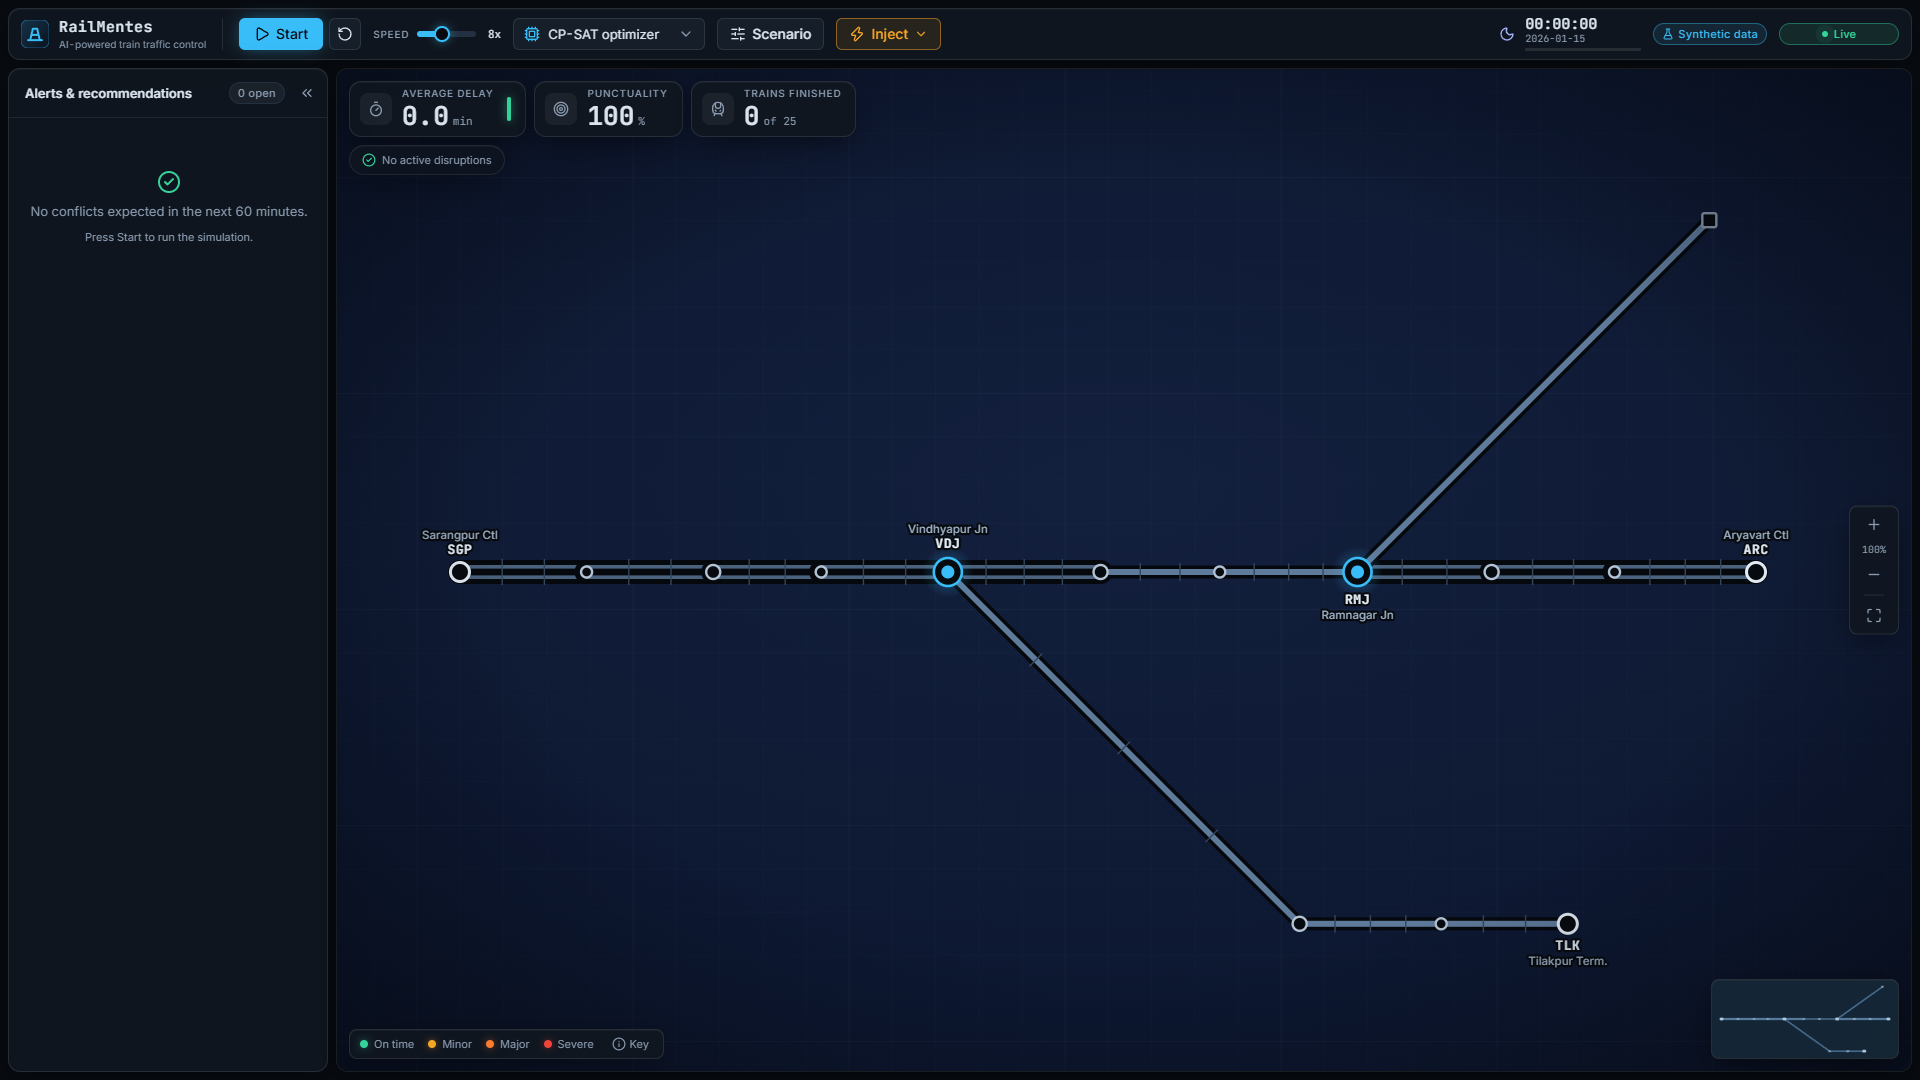 RailMentes
AI-powered train traffic control
Start
SPEED
8x
CP-SAT optimizer
Scenario
Inject
00:00:00
2026-01-15
Synthetic data
Live
Alerts & recommendations
0 open
No conflicts expected in the next 60 minutes.
Press Start to run the simulation.
AVERAGE DELAY
0.0 min
PUNCTUALITY
100 %
TRAINS FINISHED
0 of 25
No active disruptions
Sarangpur Ctl
SGP
Vindhyapur Jn
VDJ
RMJ
Ramnagar Jn
Aryavart Ctl
ARC
100%
TLK
Tilakpur Term.
On time
Minor
Major
Severe
Key